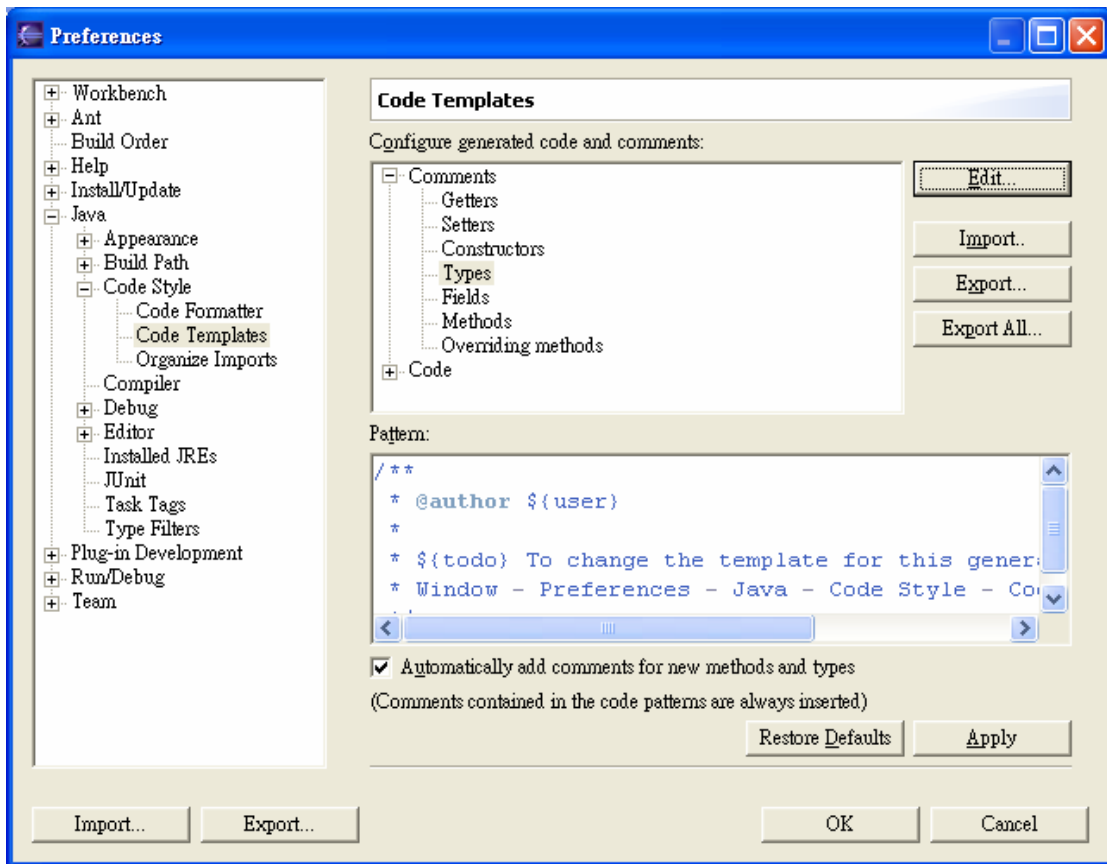 Preferences
Workbench
Ant
Build Order
Help
Install/Update
Java
Appearance
Build Path
Code Style
Code Formatter
Code Templates
Organize Imports
Compiler
Debug
Editor
Installed JREs
JUnit
Task Tags
Type Filters
Plug-in Development
Run/Debug
Team
Code Templates
Configure generated code and comments:
Comments
Getters
Setters
Constructors
Types
Fields
Methods
Overriding methods
Code
Edit...
Import..
Export...
Export All...
Pattern:
/**
* @author ${user}
*
* ${todo} To change the template for this gener
* Window - Preferences - Java - Code Style - Co
Automatically add comments for new methods and types
(Comments contained in the code patterns are always inserted)
Restore Defaults
Apply
Import...
Export...
OK
Cancel